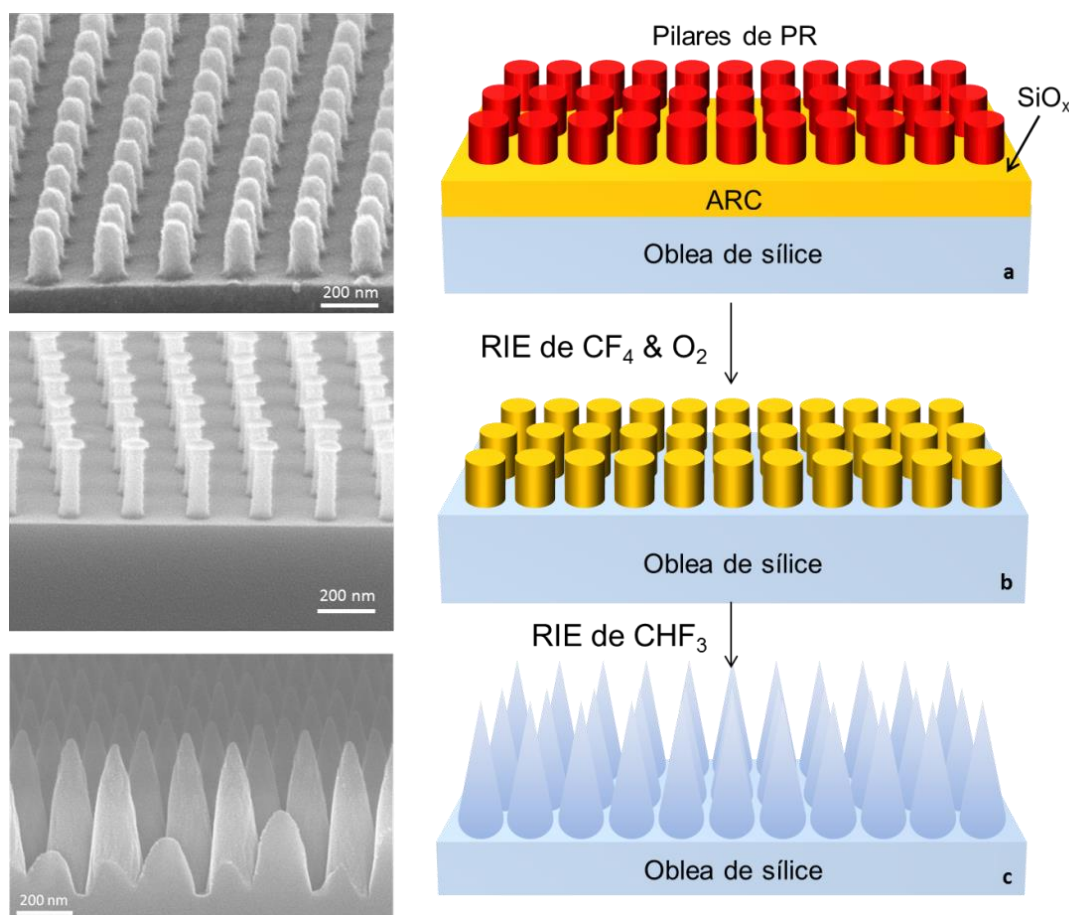 Pilares de PR
SiOₓ
ARC
Oblea de sílice
a
200 nm
RIE de CF₄ & O₂
Oblea de sílice
b
200 nm
RIE de CHF₃
Oblea de sílice
c
200 nm